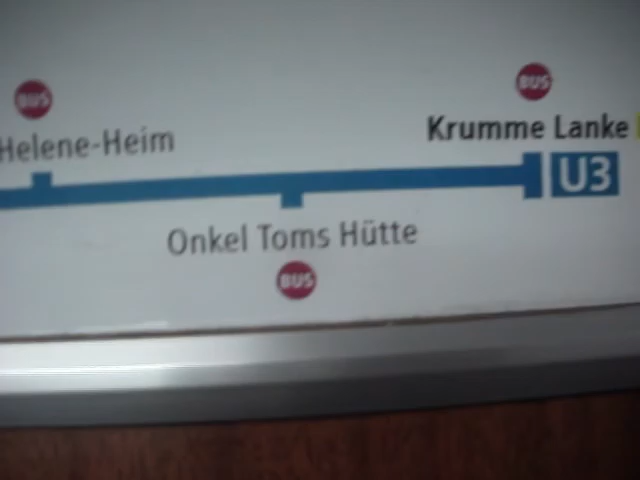 BUS
Helene-Heim
BUS
Krumme Lanke
U3
Onkel Toms Hütte
BUS